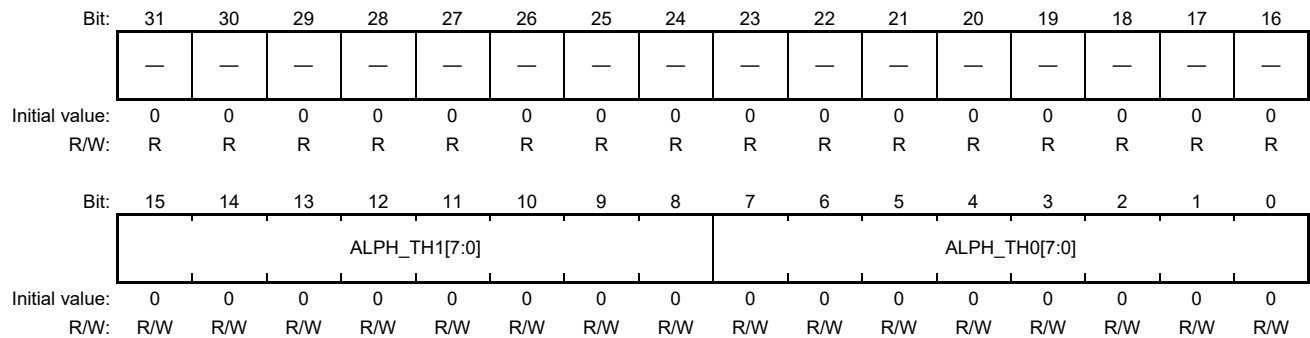 Bit: 31 30 29 28 27 26 25 24 23 22 21 20 19 18 17 16
— — — — — — — — — — — — — — — —
Initial value: 0 0 0 0 0 0 0 0 0 0 0 0 0 0 0 0
R/W: R R R R R R R R R R R R R R R R
Bit: 15 14 13 12 11 10 9 8 7 6 5 4 3 2 1 0
ALPH_TH1[7:0] ALPH_TH0[7:0]
Initial value: 0 0 0 0 0 0 0 0 0 0 0 0 0 0 0 0
R/W: R/W R/W R/W R/W R/W R/W R/W R/W R/W R/W R/W R/W R/W R/W R/W R/W